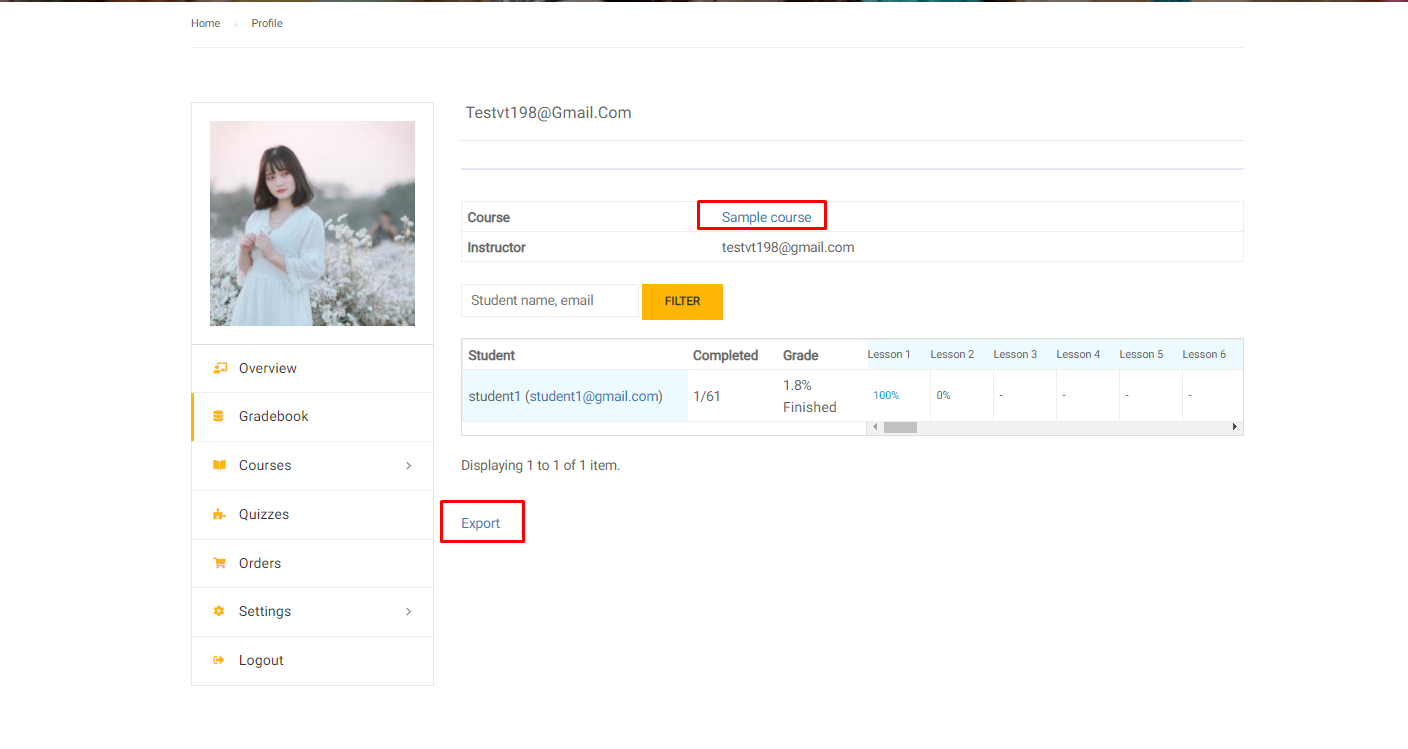 Home Profile
Testvt198@Gmail.Com
Course Sample course
Instructor testvt198@gmail.com
Student name, email FILTER
Student Completed Grade Lesson 1 Lesson 2 Lesson 3 Lesson 4 Lesson 5 Lesson 6
student1 (student1@gmail.com) 1/61 1.8% Finished 100% 0% - - - -
Displaying 1 to 1 of 1 item.
Export
Overview
Gradebook
Courses
Quizzes
Orders
Settings
Logout